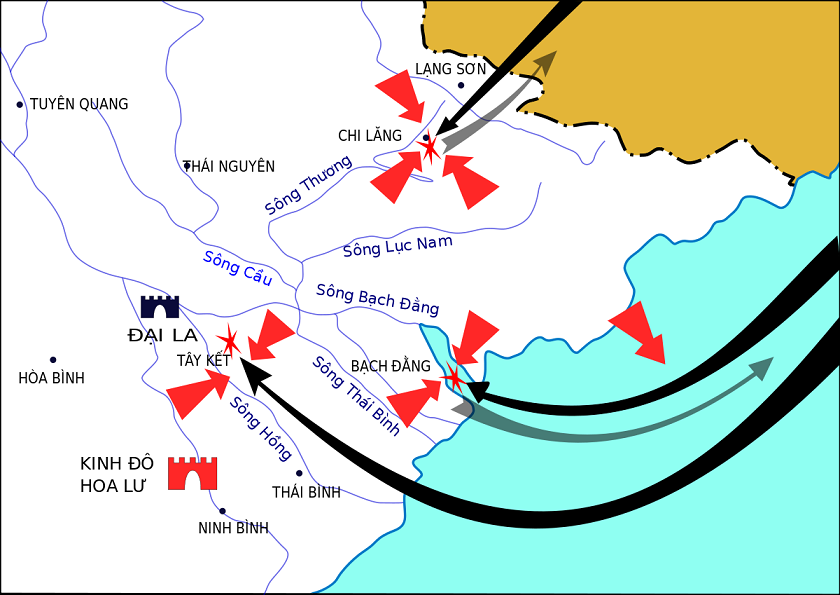 LẠNG SƠN
TUYÊN QUANG
CHI LĂNG
THÁI NGUYÊN
Sông Thương
Sông Lục Nam
Sông Cầu
Sông Bạch Đằng
ĐẠI LA
TÂY KẾT
BẠCH ĐẰNG
HÒA BÌNH
Sông Thái Bình
Sông Hồng
KINH ĐÔ
HOA LƯ
THÁI BÌNH
NINH BÌNH